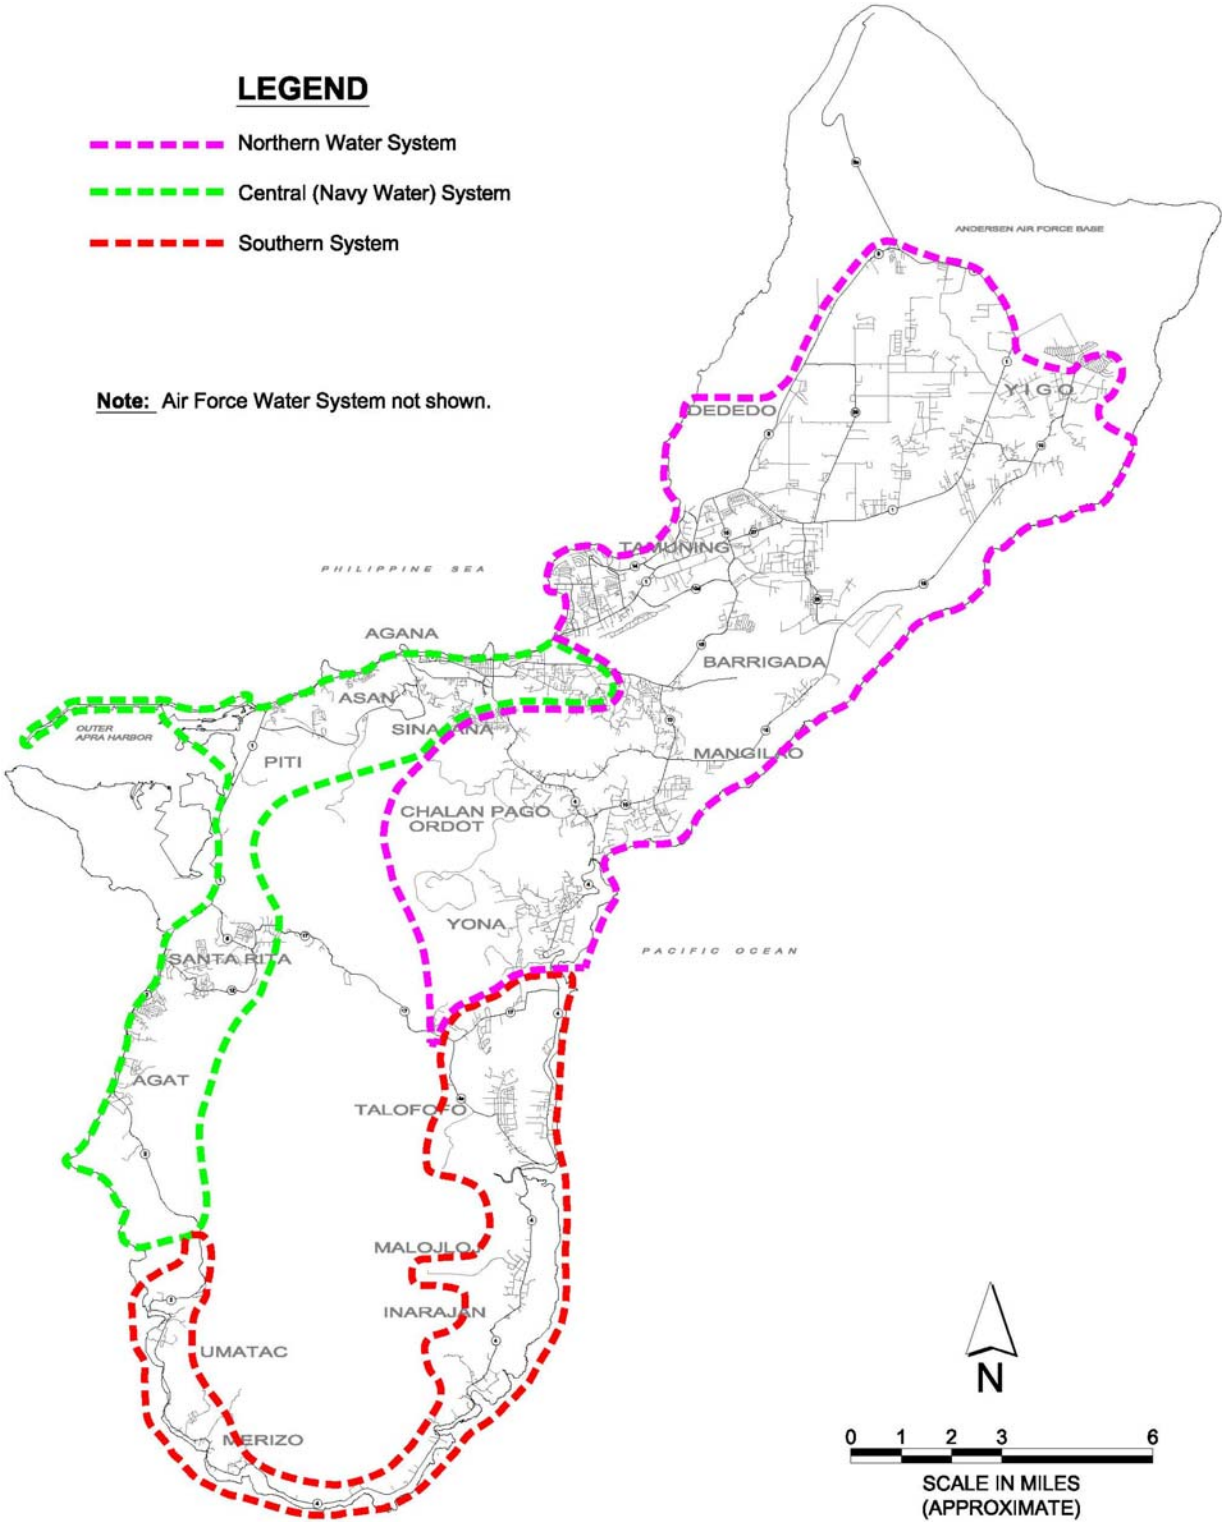 LEGEND
Northern Water System
Central (Navy Water) System
Southern System
Note: Air Force Water System not shown.
ANDERSEN AIR FORCE BASE
YIGO
DEDEDO
TAMUNING
PHILIPPINE SEA
AGANA
BARRIGADA
ASAN
SINAJANA
OUTER
APRA HARBOR
PITI
MANGILAO
CHALAN PAGO
ORDOT
YONA
PACIFIC OCEAN
SANTA RITA
AGAT
TALOFOFO
MALOJLOJ
INARAJAN
UMATAC
MERIZO
N
0 1 2 3 6
SCALE IN MILES
(APPROXIMATE)